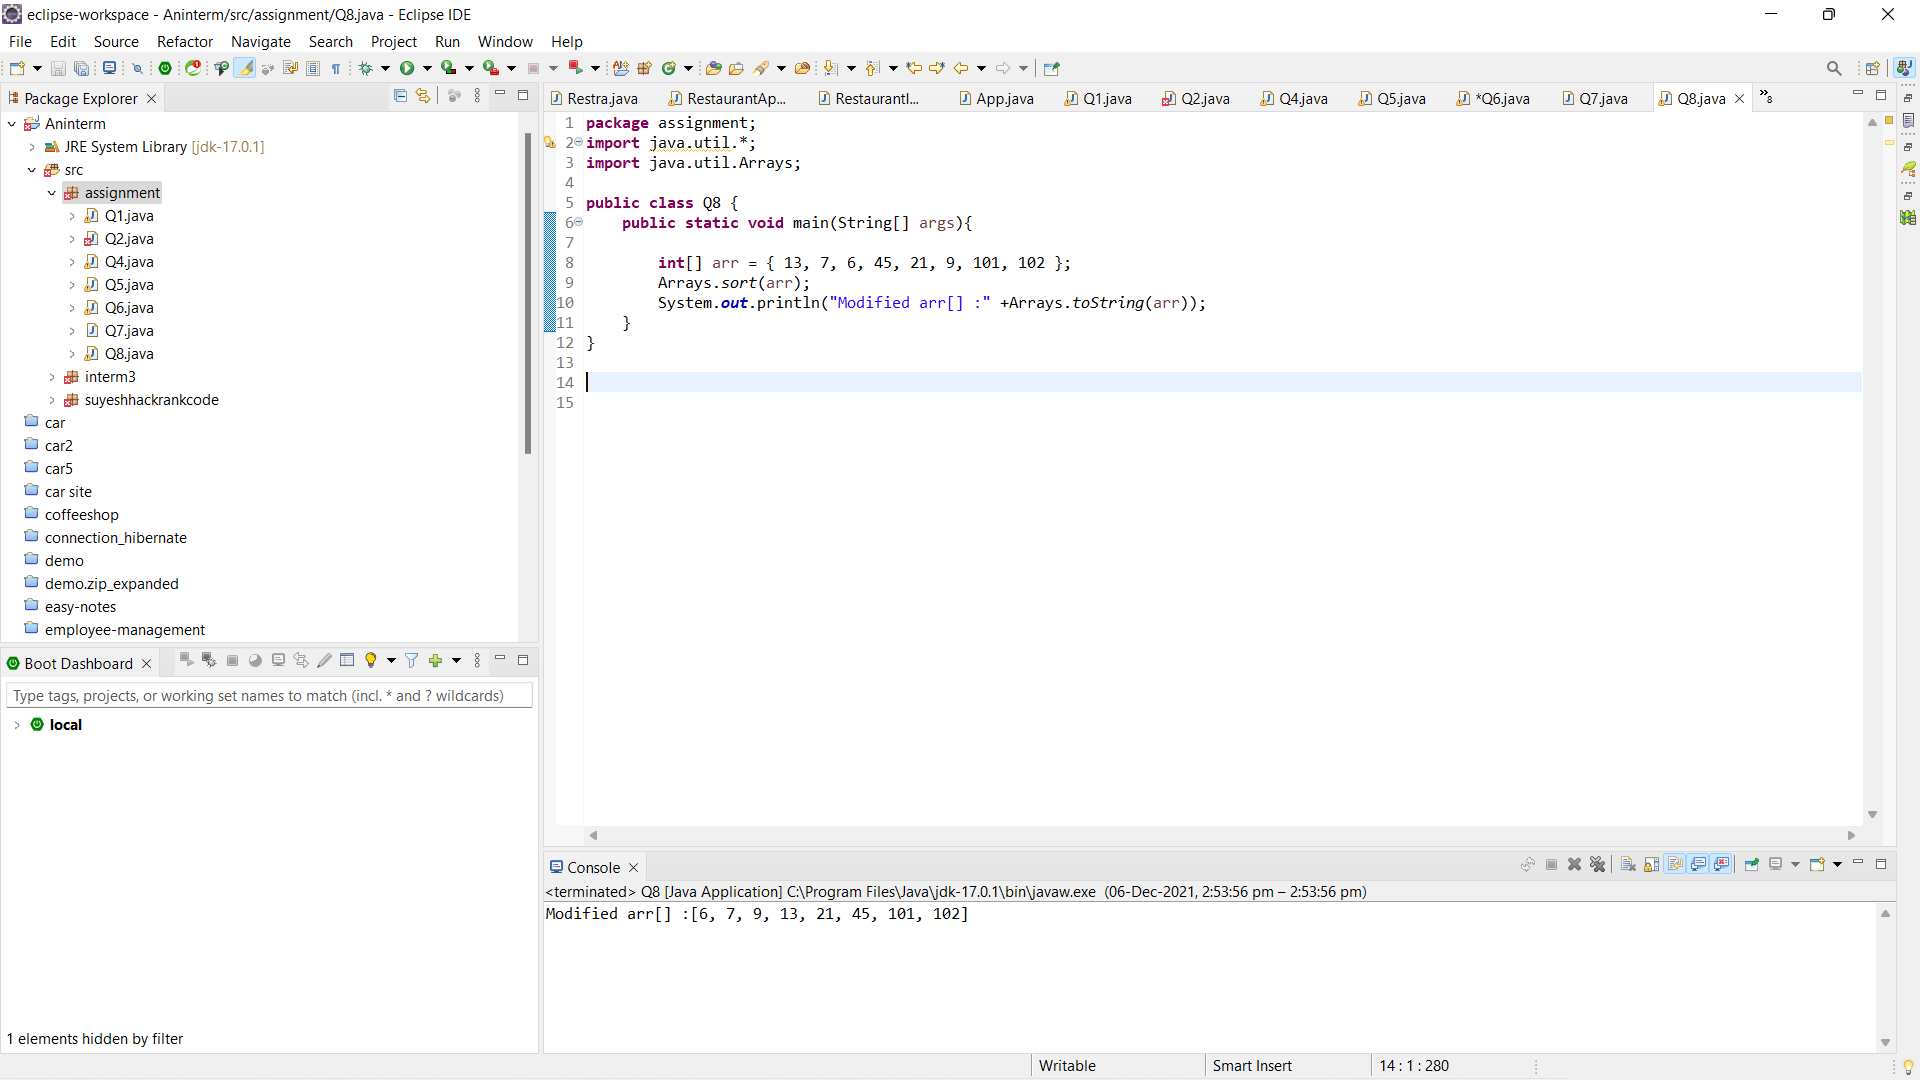 eclipse-workspace - Aninterm/src/assignment/Q8.java - Eclipse IDE
File Edit Source Refactor Navigate Search Project Run Window Help
Package Explorer
Aninterm
JRE System Library [jdk-17.0.1]
src
assignment
Q1.java
Q2.java
Q4.java
Q5.java
Q6.java
Q7.java
Q8.java
interm3
suyeshhackrankcode
car
car2
car5
car site
coffeeshop
connection_hibernate
demo
demo.zip_expanded
easy-notes
employee-management
Boot Dashboard
Type tags, projects, or working set names to match (incl. * and ? wildcards)
local
1 elements hidden by filter
Restra.java RestaurantAp... RestaurantI... App.java Q1.java Q2.java Q4.java Q5.java *Q6.java Q7.java Q8.java »8
1 package assignment;
2 import java.util.*;
3 import java.util.Arrays;
4
5 public class Q8 {
6 public static void main(String[] args){
7
8 int[] arr = { 13, 7, 6, 45, 21, 9, 101, 102 };
9 Arrays.sort(arr);
10 System.out.println("Modified arr[] :" +Arrays.toString(arr));
11 }
12 }
13
14
15
Console
<terminated> Q8 [Java Application] C:\Program Files\Java\jdk-17.0.1\bin\javaw.exe (06-Dec-2021, 2:53:56 pm – 2:53:56 pm)
Modified arr[] :[6, 7, 9, 13, 21, 45, 101, 102]
Writable Smart Insert 14 : 1 : 280